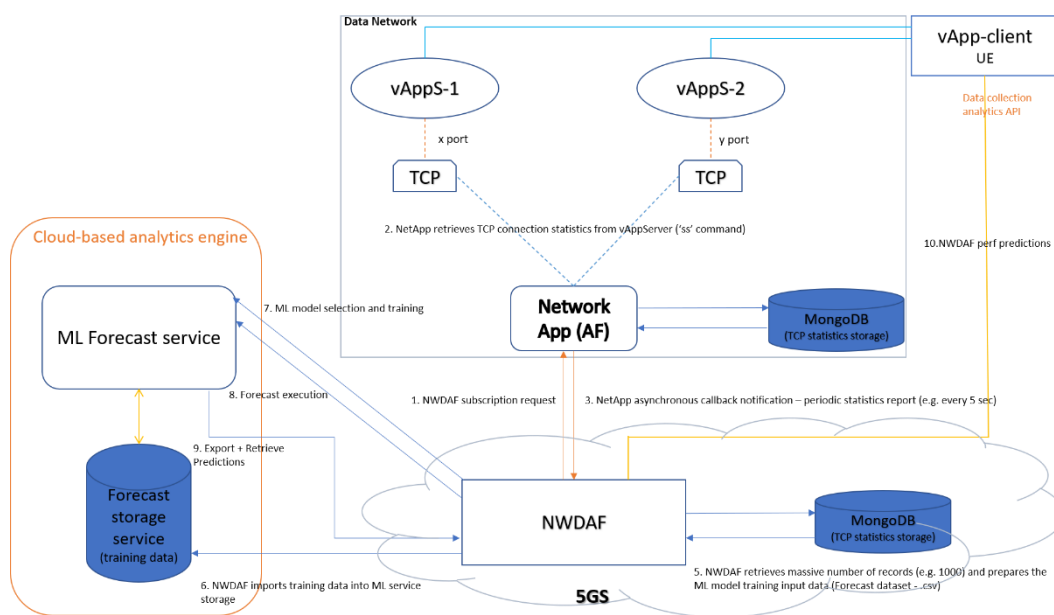 Data Network
vApp-client
UE
vAppS-1
vAppS-2
Data collection
analytics API
x port
y port
TCP
TCP
2. NetApp retrieves TCP connection statistics from vAppServer (‘ss’ command)
Cloud-based analytics engine
10.NWDAF perf predictions
7. ML model selection and training
Network
App (AF)
MongoDB
(TCP statistics storage)
ML Forecast service
8. Forecast execution
1. NWDAF subscription request
3. NetApp asynchronous callback notification – periodic statistics report (e.g. every 5 sec)
9. Export + Retrieve
Predictions
Forecast
storage
service
(training data)
NWDAF
MongoDB
(TCP statistics storage)
6. NWDAF imports training data into ML service
storage
5. NWDAF retrieves massive number of records (e.g. 1000) and prepares the
ML model training input data (Forecast dataset - .csv)
5GS